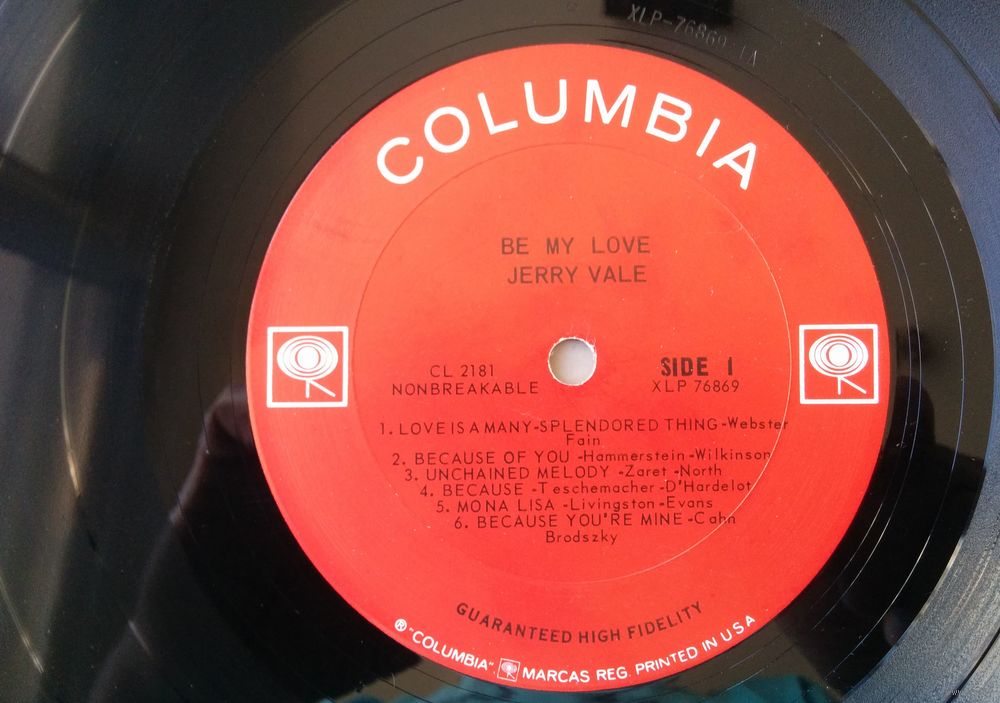 XLP-76869-1A
COLUMBIA
BE MY LOVE
JERRY VALE
CL 2181
NONBREAKABLE
SIDE 1
XLP 76869
1. LOVE IS A MANY-SPLENDORED THING -Webster
Fain
2. BECAUSE OF YOU -Hammerstein-Wilkinson
3. UNCHAINED MELODY -Zaret -North
4. BECAUSE -Teschemacher-D'Hardelot
5. MONA LISA -Livingston-Evans
6. BECAUSE YOU'RE MINE -Cahn
Brodszky
GUARANTEED HIGH FIDELITY
® "COLUMBIA", MARCAS REG. PRINTED IN U S A